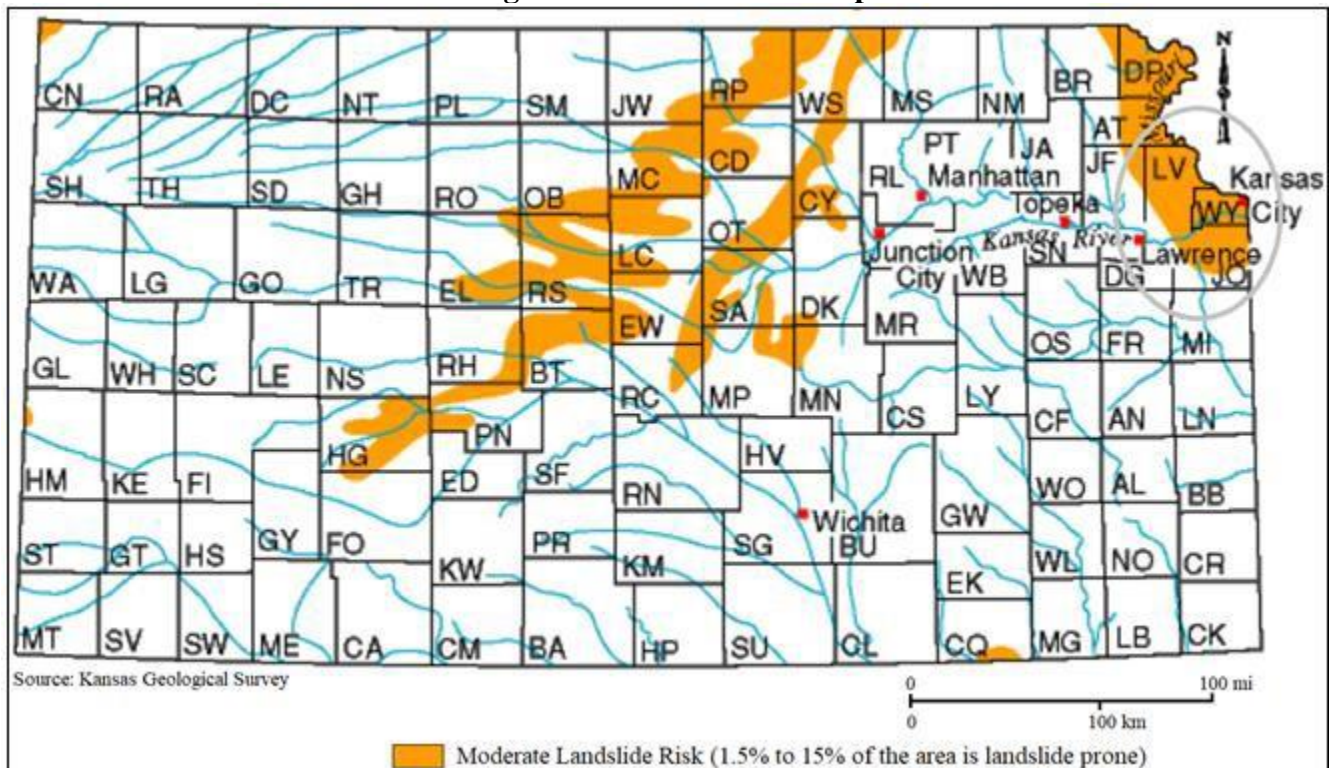 CN RA DC NT PL SM JW RP WS MS NM BR DP
N
AT Missouri
SH TH SD GH RO OB MC CD CY RL PT JA JF LV
Manhattan
Kansas
City
Topeka
WY
WA LG GO TR EL RS LC OT
Junction
City
Kansas River
SN
Lawrence
WB DG JO
EW SA DK MR
GL WH SC LE NS RH BT RC MP MN CS LY OS FR MI
CF AN LN
HM KE FI HG PN ED SF RN HV
Wichita
BU GW WO AL BB
ST GT HS GY FO KW PR KM SG EK WL NO CR
MT SV SW ME CA CM BA HP SU CL CQ MG LB CK
Source: Kansas Geological Survey
0 100 mi
0 100 km
Moderate Landslide Risk (1.5% to 15% of the area is landslide prone)